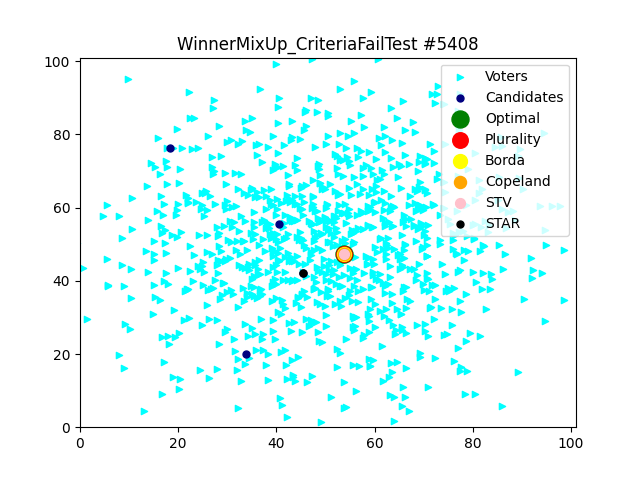 WinnerMixUp_CriteriaFailTest #5408
Voters
Candidates
Optimal
Plurality
Borda
Copeland
STV
STAR
100
80
60
40
20
0
0 20 40 60 80 100